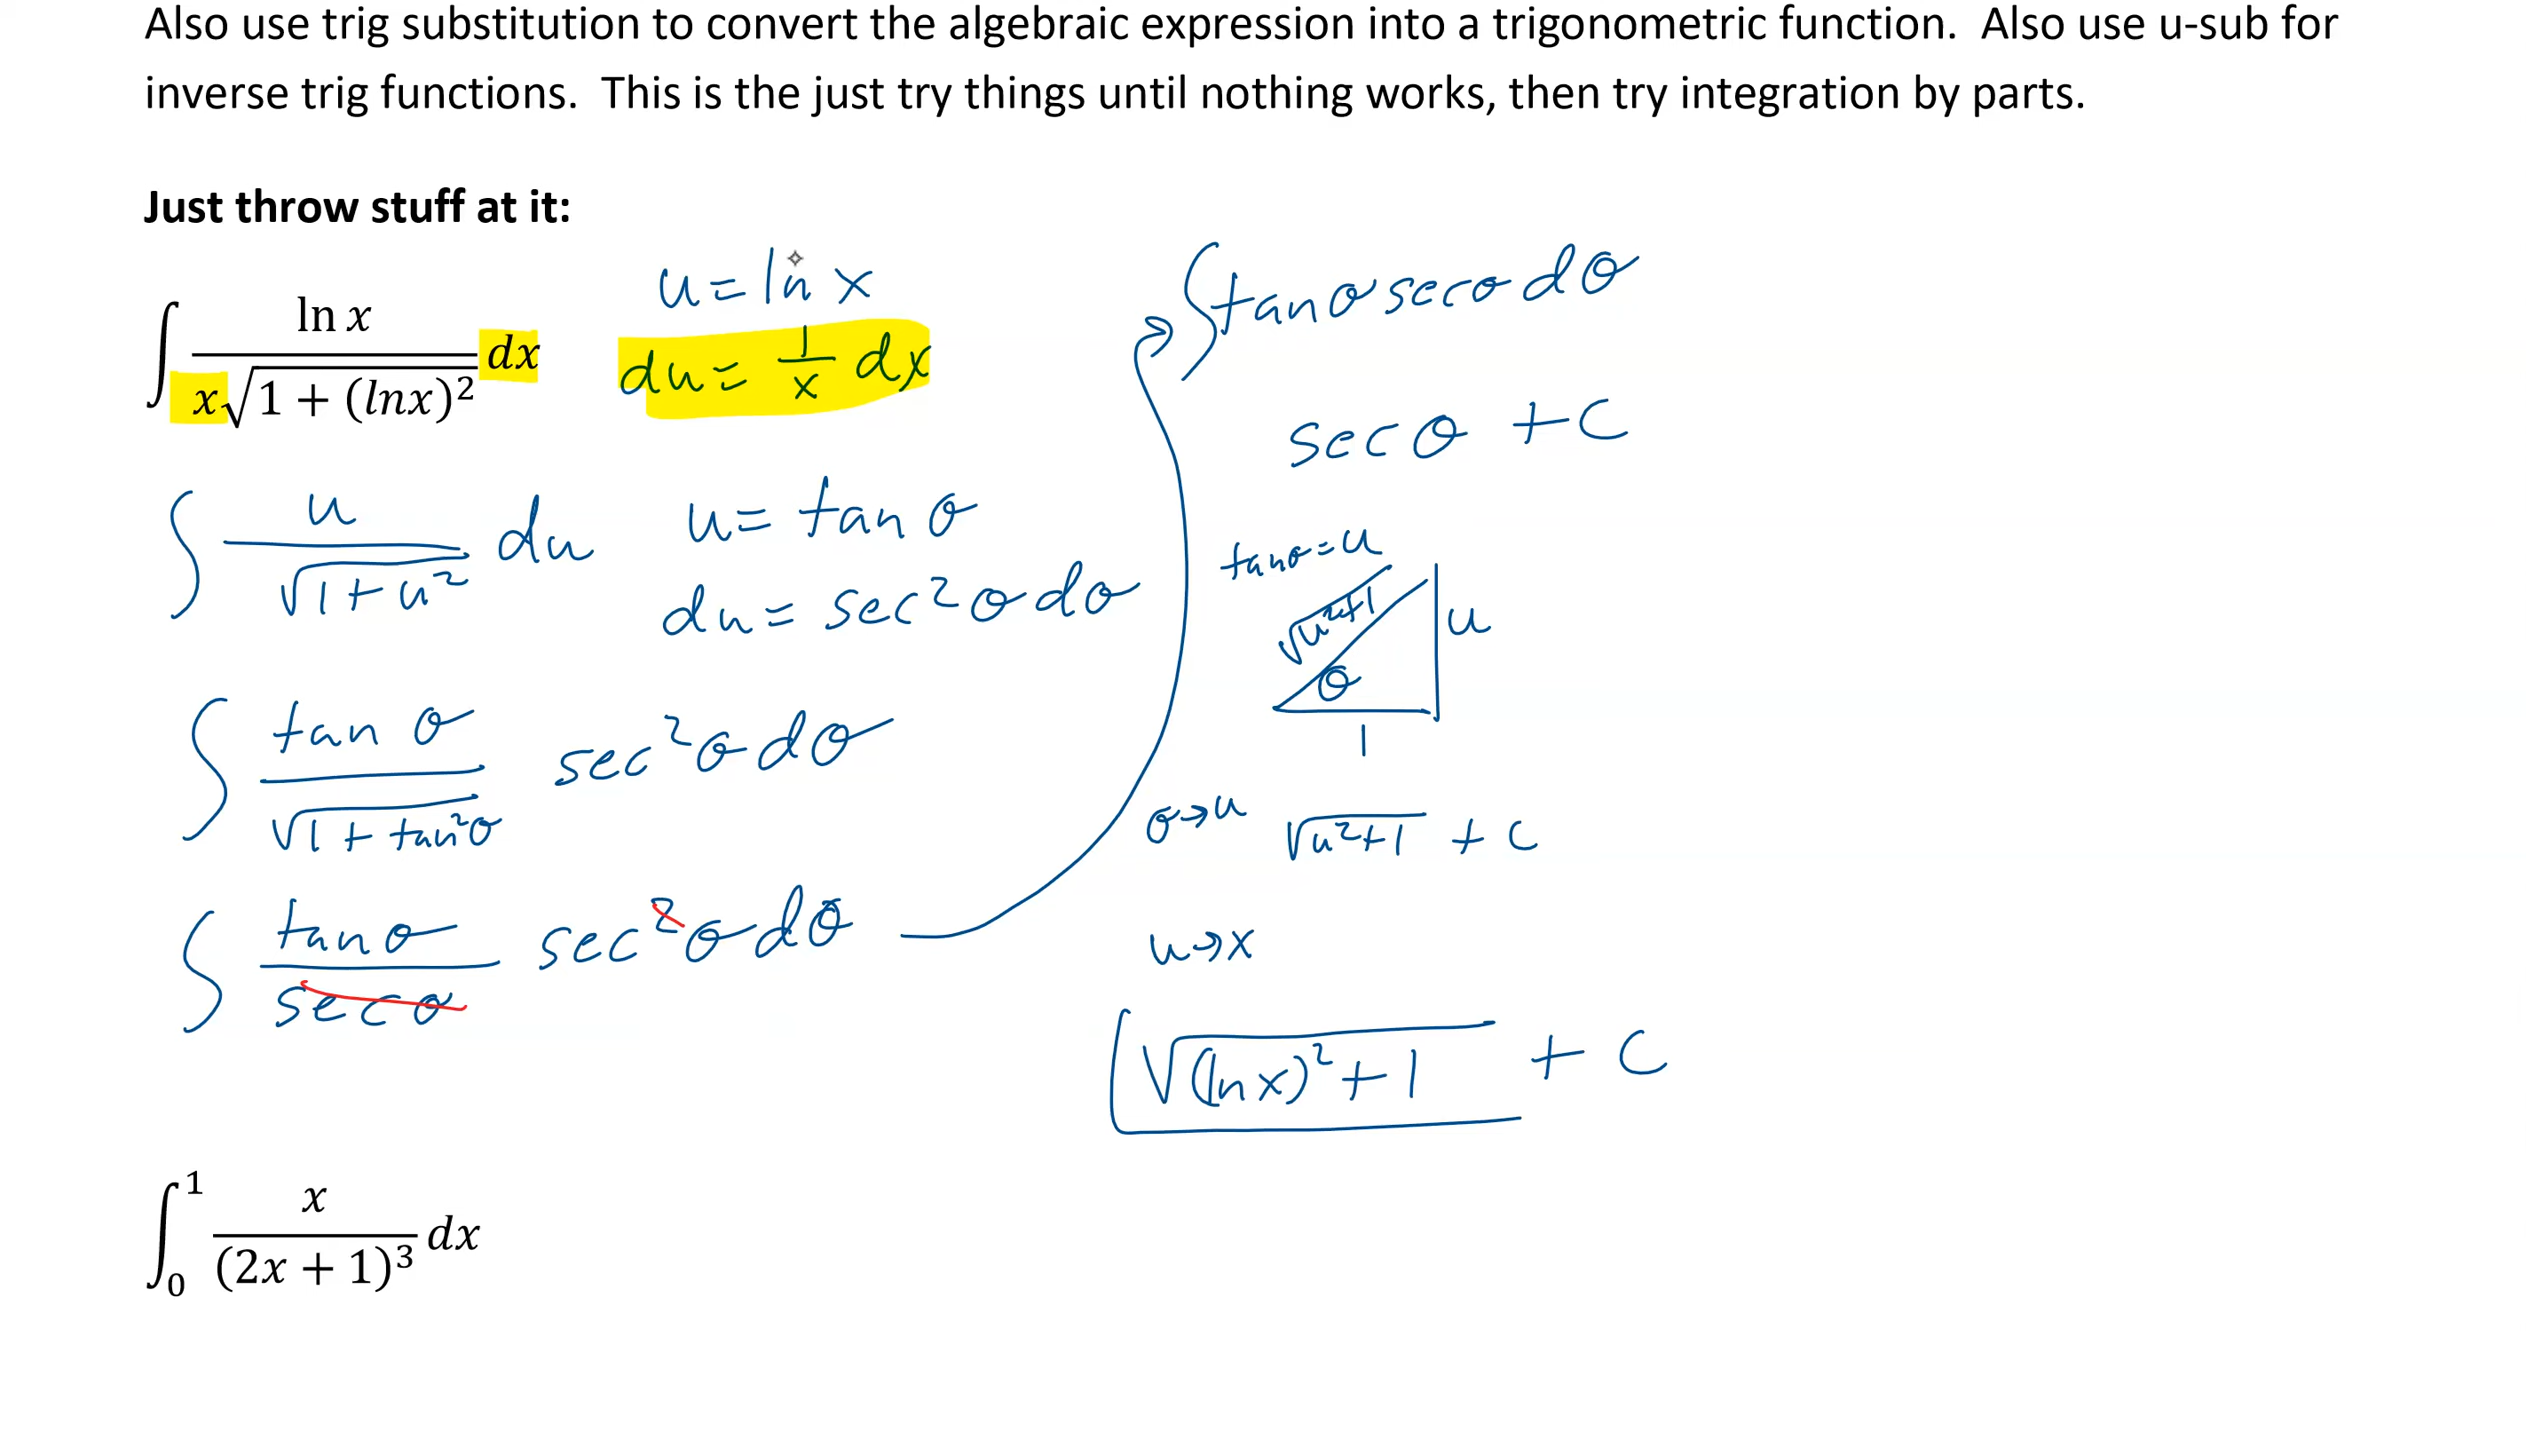 Also use trig substitution to convert the algebraic expression into a trigonometric function.  Also use u-sub for
inverse trig functions.  This is the just try things until nothing works, then try integration by parts.
Just throw stuff at it:
∫ ln x / (x√(1 + (lnx)²)) dx
u = ln x
du = 1/x dx
∫ u / √(1+u²) du
u = tan θ
du = sec²θ dθ
∫ tan θ / √(1 + tan²θ) sec²θ dθ
∫ tan θ / sec θ sec²θ dθ
∫ tan θ sec θ dθ
sec θ + C
tan θ = u
√(u²+1)
u
θ
1
θ → u √(u²+1) + C
u → x
√((ln x)² + 1) + C
∫₀¹ x / (2x + 1)³ dx